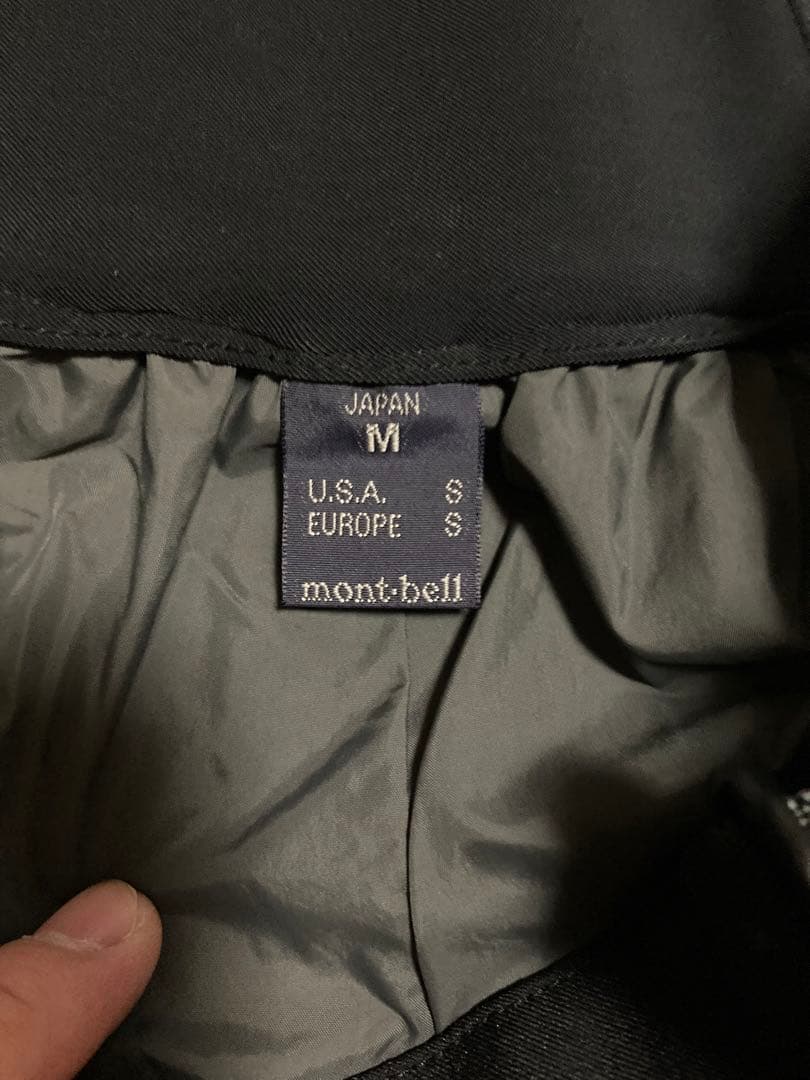 JAPAN
M
U.S.A. S
EUROPE S
mont-bell